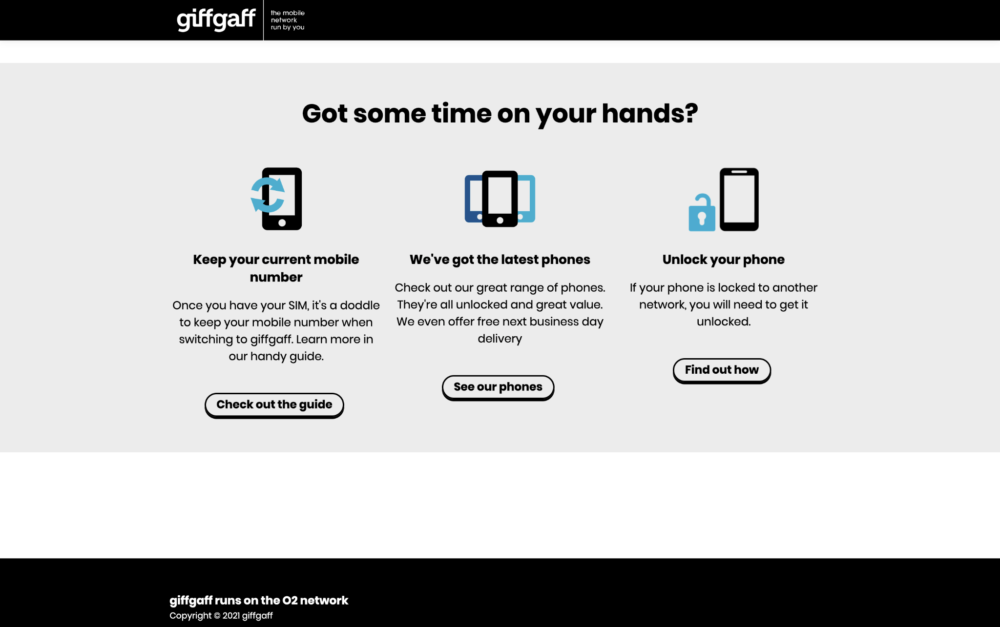 giffgaff
the mobile
network
run by you
Got some time on your hands?
Keep your current mobile
number
Once you have your SIM, it's a doddle
to keep your mobile number when
switching to giffgaff. Learn more in
our handy guide.
Check out the guide
We've got the latest phones
Check out our great range of phones.
They're all unlocked and great value.
We even offer free next business day
delivery
See our phones
Unlock your phone
If your phone is locked to another
network, you will need to get it
unlocked.
Find out how
giffgaff runs on the O2 network
Copyright © 2021 giffgaff